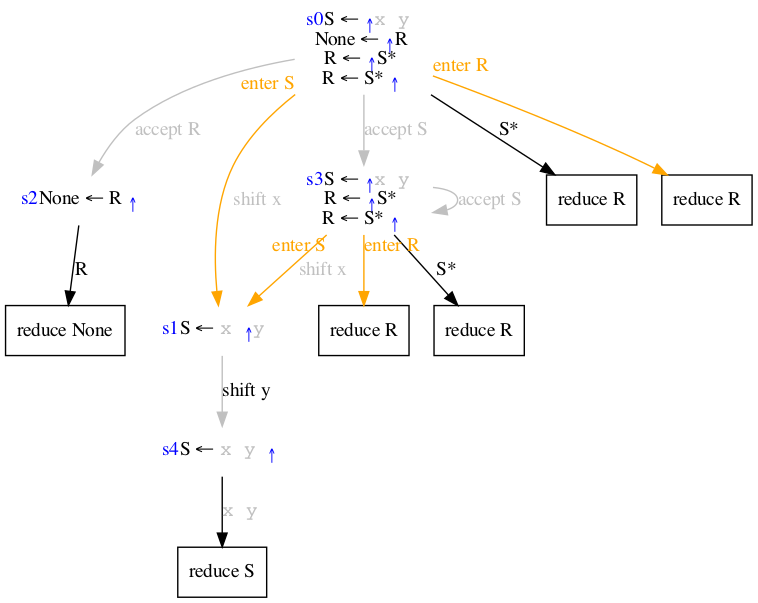 s0S ← ↑x y
None ← ↑R
R ← ↑S*
R ← S* ↑
enter R
enter S
accept R
accept S
S*
s3S ← ↑x y
R ← ↑S*
R ← S* ↑
s2None ← R ↑
shift x
accept S
reduce R
reduce R
enter S
enter R
R
shift x
S*
reduce None
s1S ← x ↑y
reduce R
reduce R
shift y
s4S ← x y ↑
x y
reduce S